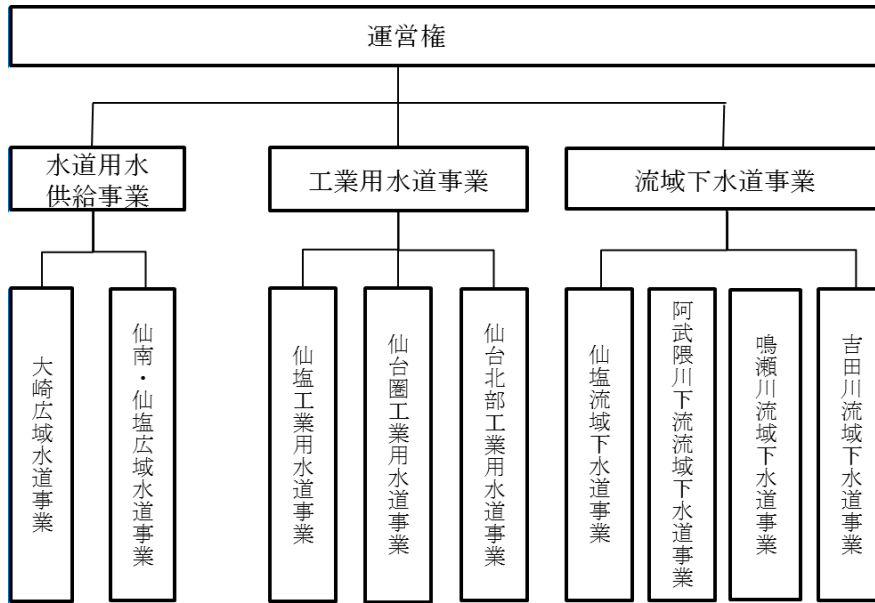 運営権
水道用水
供給事業
工業用水道事業
流域下水道事業
大崎広域水道事業
仙南・仙塩広域水道事業
仙塩工業用水道事業
仙台圏工業用水道事業
仙台北部工業用水道事業
仙塩流域下水道事業
阿武隈川下流流域下水道事業
鳴瀬川流域下水道事業
吉田川流域下水道事業